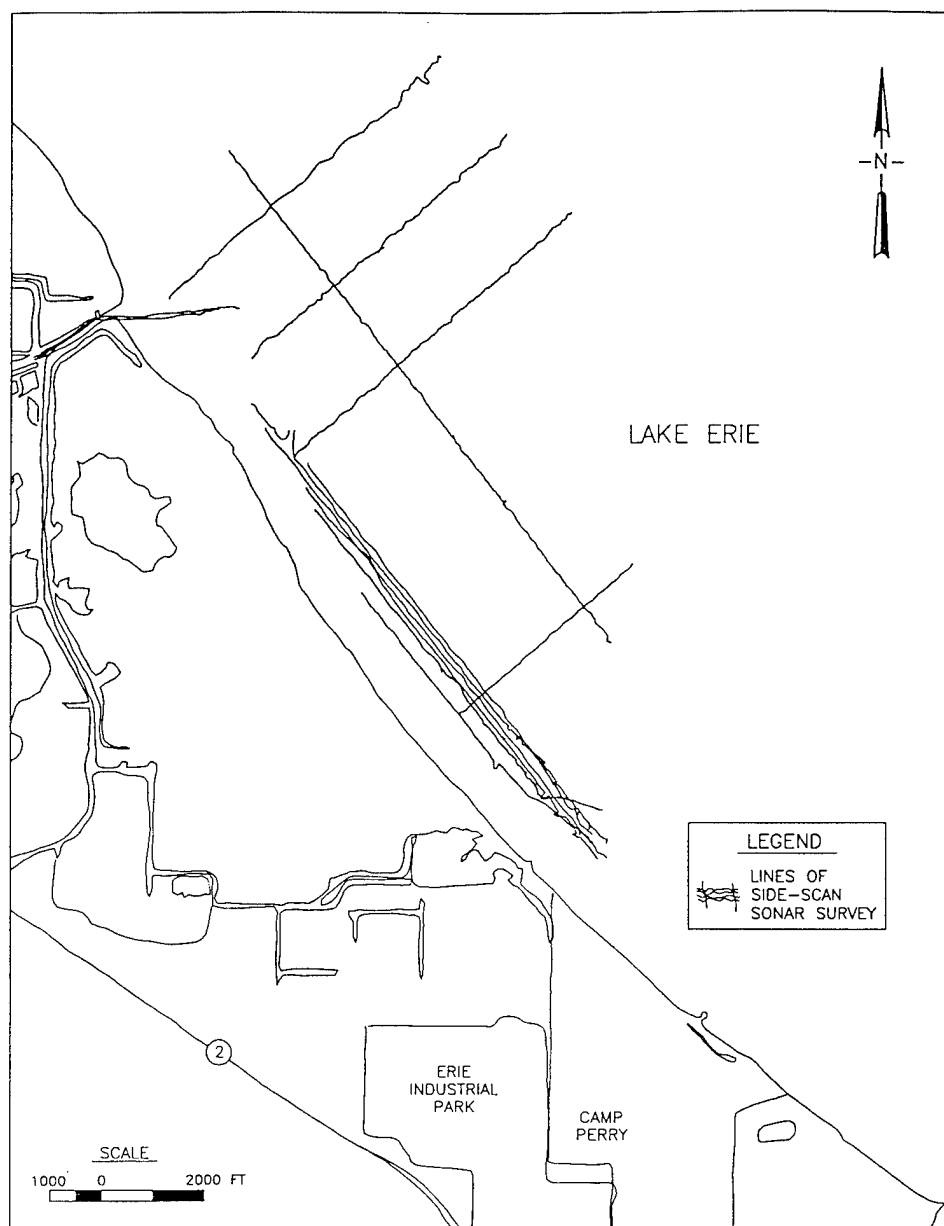 -N-
LAKE ERIE
LEGEND
LINES OF
SIDE-SCAN
SONAR SURVEY
2
ERIE
INDUSTRIAL
PARK
CAMP
PERRY
SCALE
1000 0 2000 FT